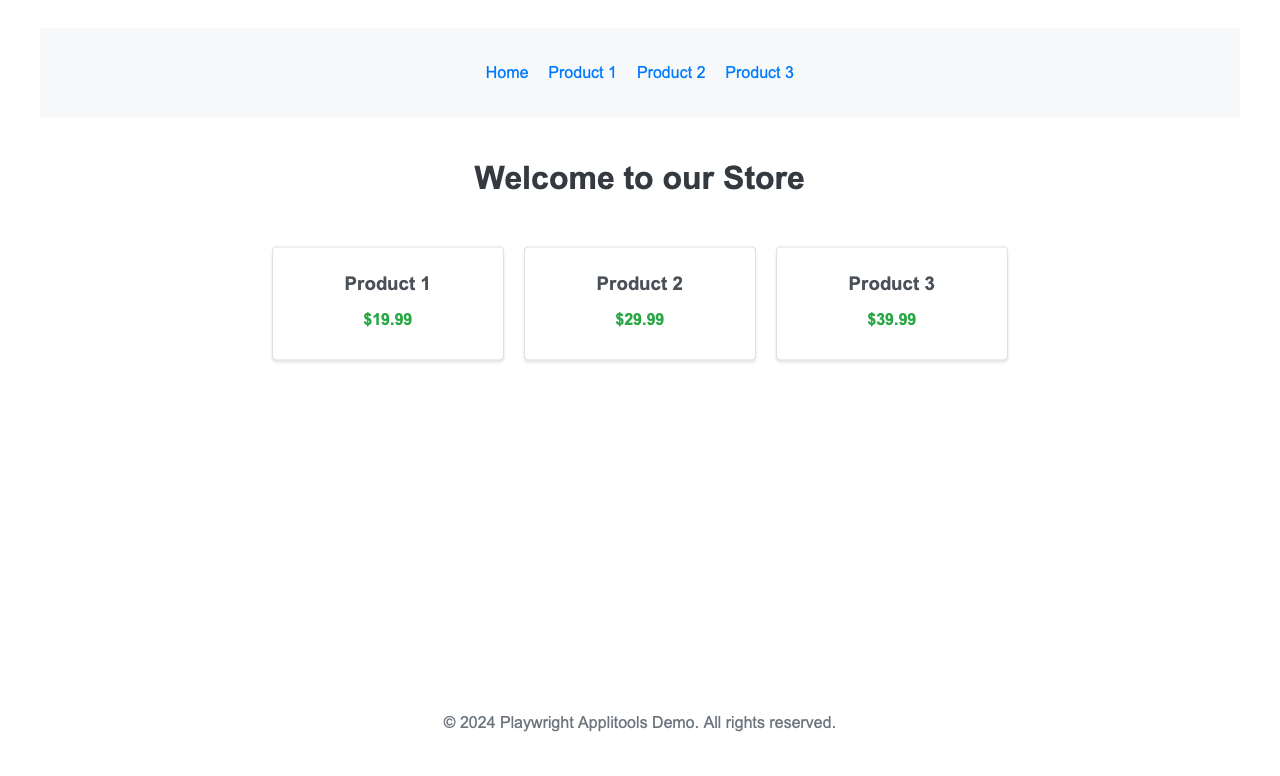 Home Product 1 Product 2 Product 3
Welcome to our Store
Product 1
$19.99
Product 2
$29.99
Product 3
$39.99
© 2024 Playwright Applitools Demo. All rights reserved.